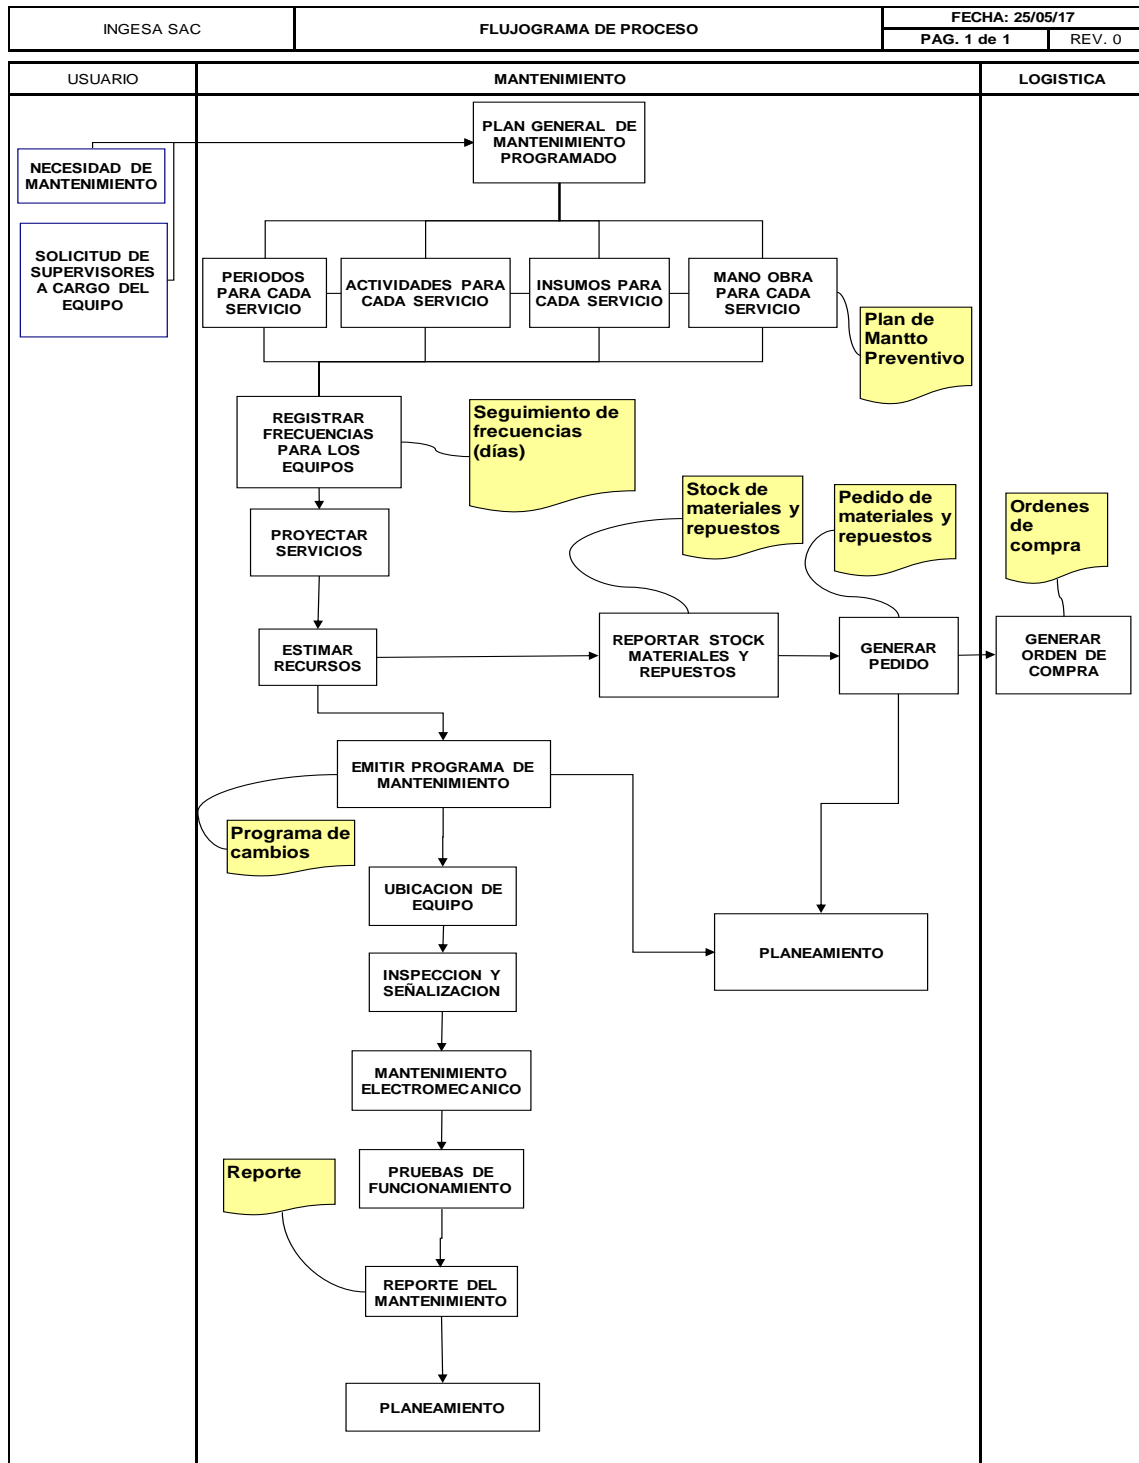 INGESA SAC
FLUJOGRAMA DE PROCESO
FECHA: 25/05/17
PAG. 1 de 1
REV. 0
USUARIO
MANTENIMIENTO
LOGISTICA
PLAN GENERAL DE
MANTENIMIENTO
PROGRAMADO
NECESIDAD DE
MANTENIMIENTO
SOLICITUD DE
SUPERVISORES
A CARGO DEL
EQUIPO
PERIODOS
PARA CADA
SERVICIO
ACTIVIDADES PARA
CADA SERVICIO
INSUMOS PARA
CADA SERVICIO
MANO OBRA
PARA CADA
SERVICIO
Plan de
Mantto
Preventivo
REGISTRAR
FRECUENCIAS
PARA LOS
EQUIPOS
Seguimiento de
frecuencias
(días)
PROYECTAR
SERVICIOS
Stock de
materiales y
repuestos
Pedido de
materiales y
repuestos
Ordenes
de
compra
ESTIMAR
RECURSOS
REPORTAR STOCK
MATERIALES Y
REPUESTOS
GENERAR
PEDIDO
GENERAR
ORDEN DE
COMPRA
EMITIR PROGRAMA DE
MANTENIMIENTO
Programa de
cambios
UBICACION DE
EQUIPO
PLANEAMIENTO
INSPECCION Y
SEÑALIZACION
MANTENIMIENTO
ELECTROMECANICO
PRUEBAS DE
FUNCIONAMIENTO
Reporte
REPORTE DEL
MANTENIMIENTO
PLANEAMIENTO